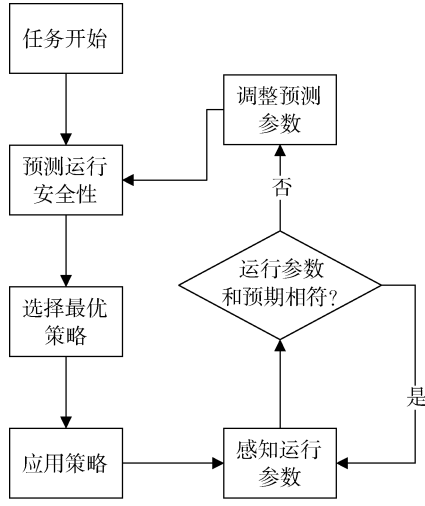 任务开始
预测运行
安全性
选择最优
策略
应用策略
调整预测
参数
否
运行参数
和预期相符?
是
感知运行
参数